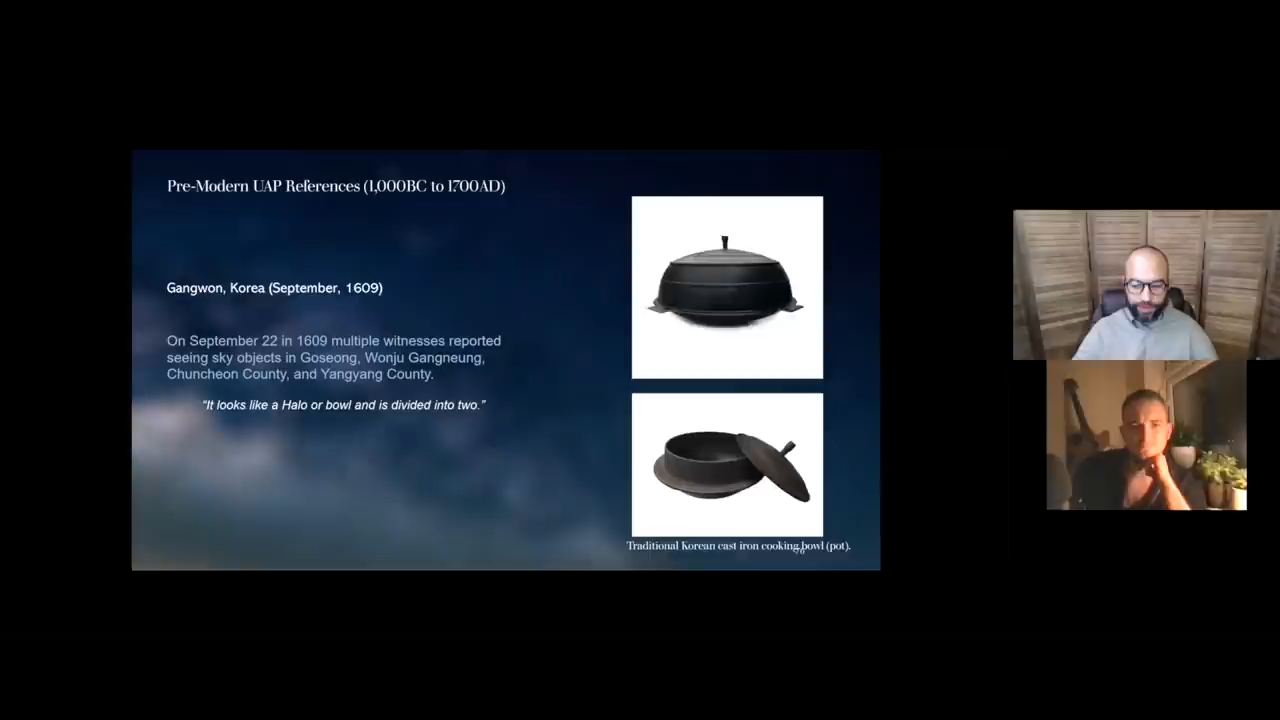 Pre-Modern UAP References (1,000BC to 1700AD)
Gangwon, Korea (September, 1609)
On September 22 in 1609 multiple witnesses reported
seeing sky objects in Goseong, Wonju Gangneung,
Chuncheon County, and Yangyang County.
“It looks like a Halo or bowl and is divided into two.”
Traditional Korean cast iron cooking bowl (pot).